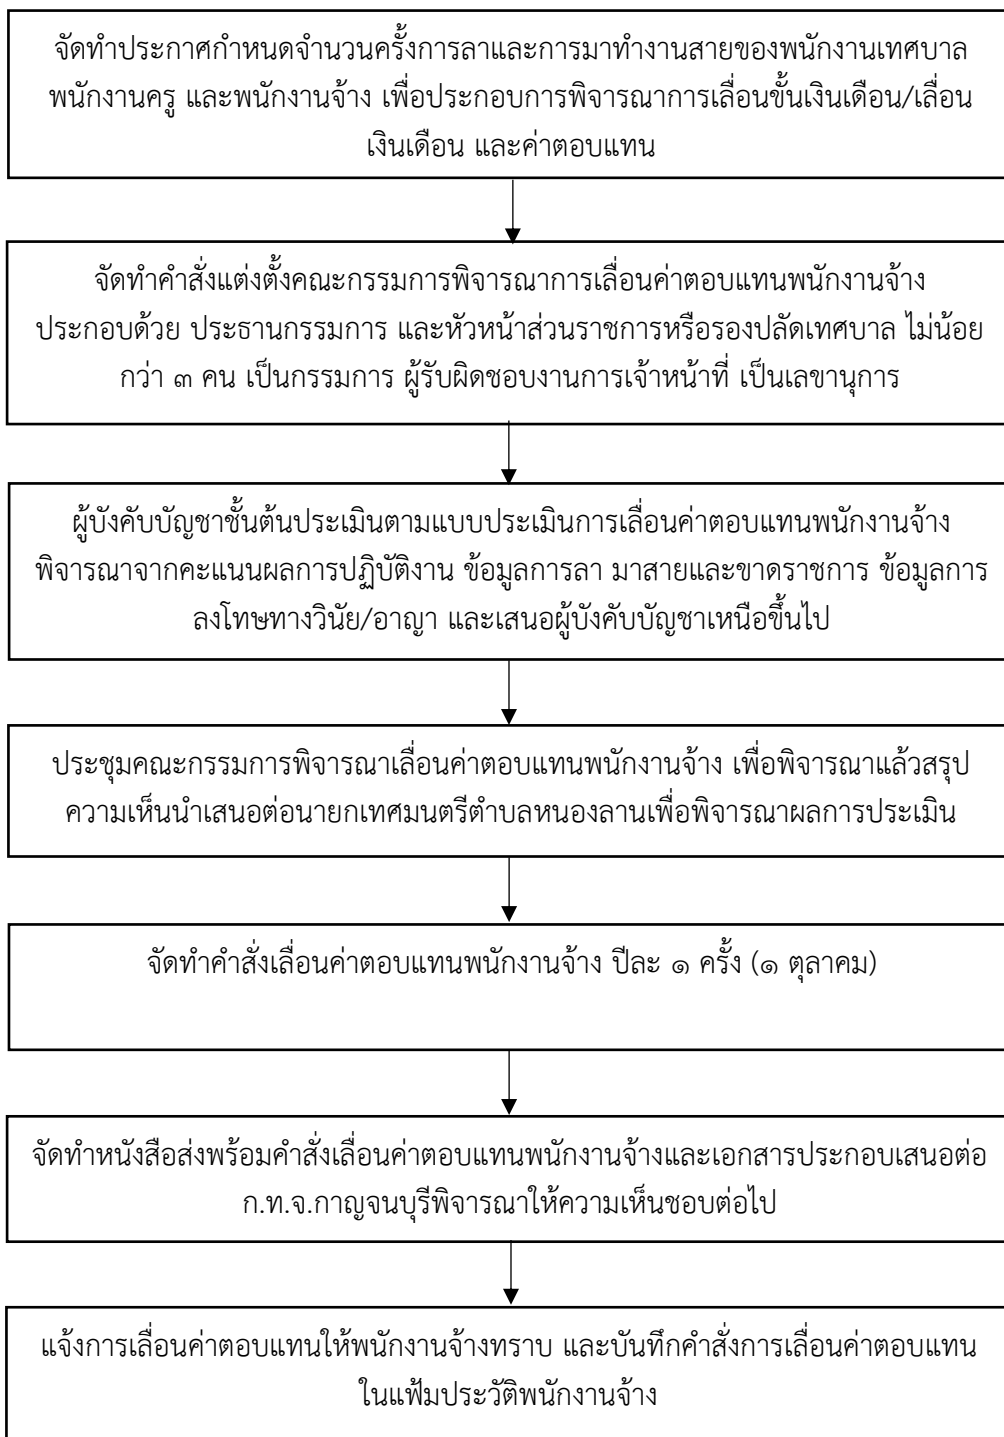 จัดทำประกาศกำหนดจำนวนครั้งการลาและการมาทำงานสายของพนักงานเทศบาล
พนักงานครู และพนักงานจ้าง เพื่อประกอบการพิจารณาการเลื่อนขั้นเงินเดือน/เลื่อน
เงินเดือน และค่าตอบแทน
จัดทำคำสั่งแต่งตั้งคณะกรรมการพิจารณาการเลื่อนค่าตอบแทนพนักงานจ้าง
ประกอบด้วย ประธานกรรมการ และหัวหน้าส่วนราชการหรือรองปลัดเทศบาล ไม่น้อย
กว่า ๓ คน เป็นกรรมการ ผู้รับผิดชอบงานการเจ้าหน้าที่ เป็นเลขานุการ
ผู้บังคับบัญชาชั้นต้นประเมินตามแบบประเมินการเลื่อนค่าตอบแทนพนักงานจ้าง
พิจารณาจากคะแนนผลการปฏิบัติงาน ข้อมูลการลา มาสายและขาดราชการ ข้อมูลการ
ลงโทษทางวินัย/อาญา และเสนอผู้บังคับบัญชาเหนือขึ้นไป
ประชุมคณะกรรมการพิจารณาเลื่อนค่าตอบแทนพนักงานจ้าง เพื่อพิจารณาแล้วสรุป
ความเห็นนำเสนอต่อนายกเทศมนตรีตำบลหนองลานเพื่อพิจารณาผลการประเมิน
จัดทำคำสั่งเลื่อนค่าตอบแทนพนักงานจ้าง ปีละ ๑ ครั้ง (๑ ตุลาคม)
จัดทำหนังสือส่งพร้อมคำสั่งเลื่อนค่าตอบแทนพนักงานจ้างและเอกสารประกอบเสนอต่อ
ก.ท.จ.กาญจนบุรีพิจารณาให้ความเห็นชอบต่อไป
แจ้งการเลื่อนค่าตอบแทนให้พนักงานจ้างทราบ และบันทึกคำสั่งการเลื่อนค่าตอบแทน
ในแฟ้มประวัติพนักงานจ้าง